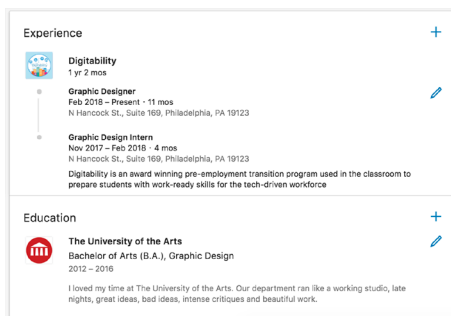 Experience
Digitability
1 yr 2 mos
Graphic Designer
Feb 2018 – Present · 11 mos
N Hancock St., Suite 169, Philadelphia, PA 19123
Graphic Design Intern
Nov 2017 – Feb 2018 · 4 mos
N Hancock St., Suite 169, Philadelphia, PA 19123
Digitability is an award winning pre-employment transition program used in the classroom to
prepare students with work-ready skills for the tech-driven workforce
Education
The University of the Arts
Bachelor of Arts (B.A.), Graphic Design
2012 – 2016
I loved my time at The University of the Arts. Our department ran like a working studio, late
nights, great ideas, bad ideas, intense critiques and beautiful work.